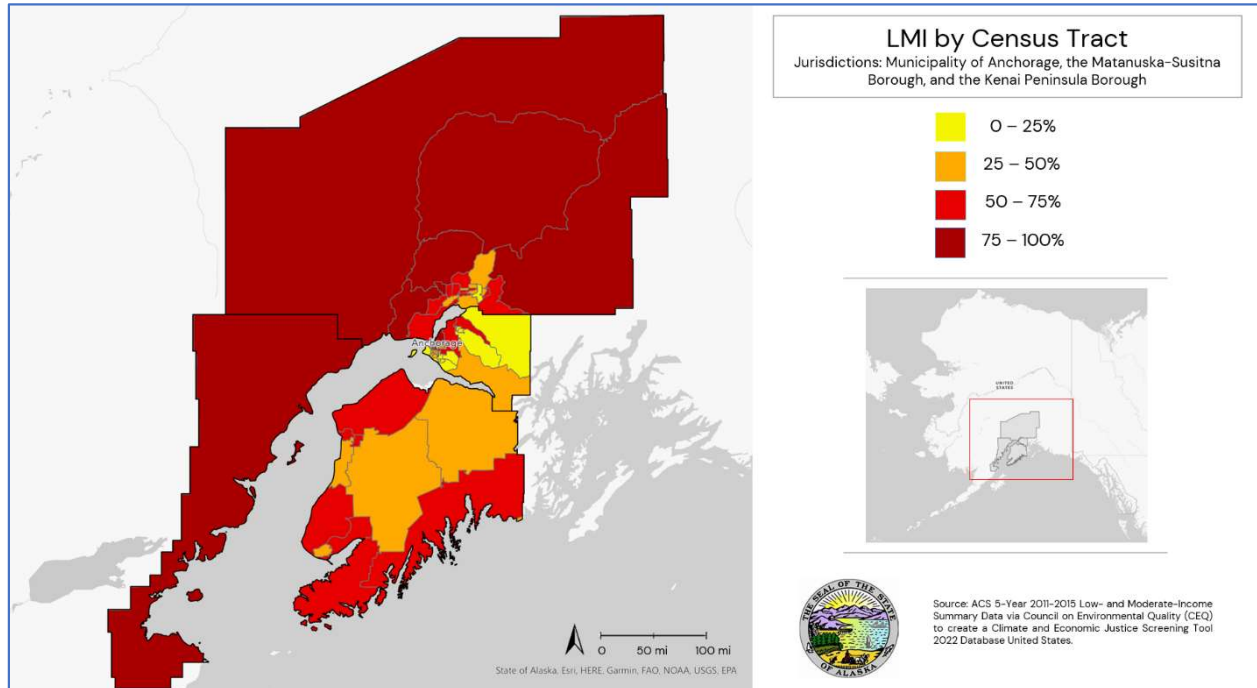 LMI by Census Tract
Jurisdictions: Municipality of Anchorage, the Matanuska-Susitna
Borough, and the Kenai Peninsula Borough
0 – 25%
25 – 50%
50 – 75%
75 – 100%
Anchorage
UNITED
STATES
0 50 mi 100 mi
State of Alaska, Esri, HERE, Garmin, FAO, NOAA, USGS, EPA
THE SEAL OF THE STATE
OF ALASKA
Source: ACS 5-Year 2011-2015 Low- and Moderate-Income
Summary Data via Council on Environmental Quality (CEQ)
to create a Climate and Economic Justice Screening Tool
2022 Database United States.